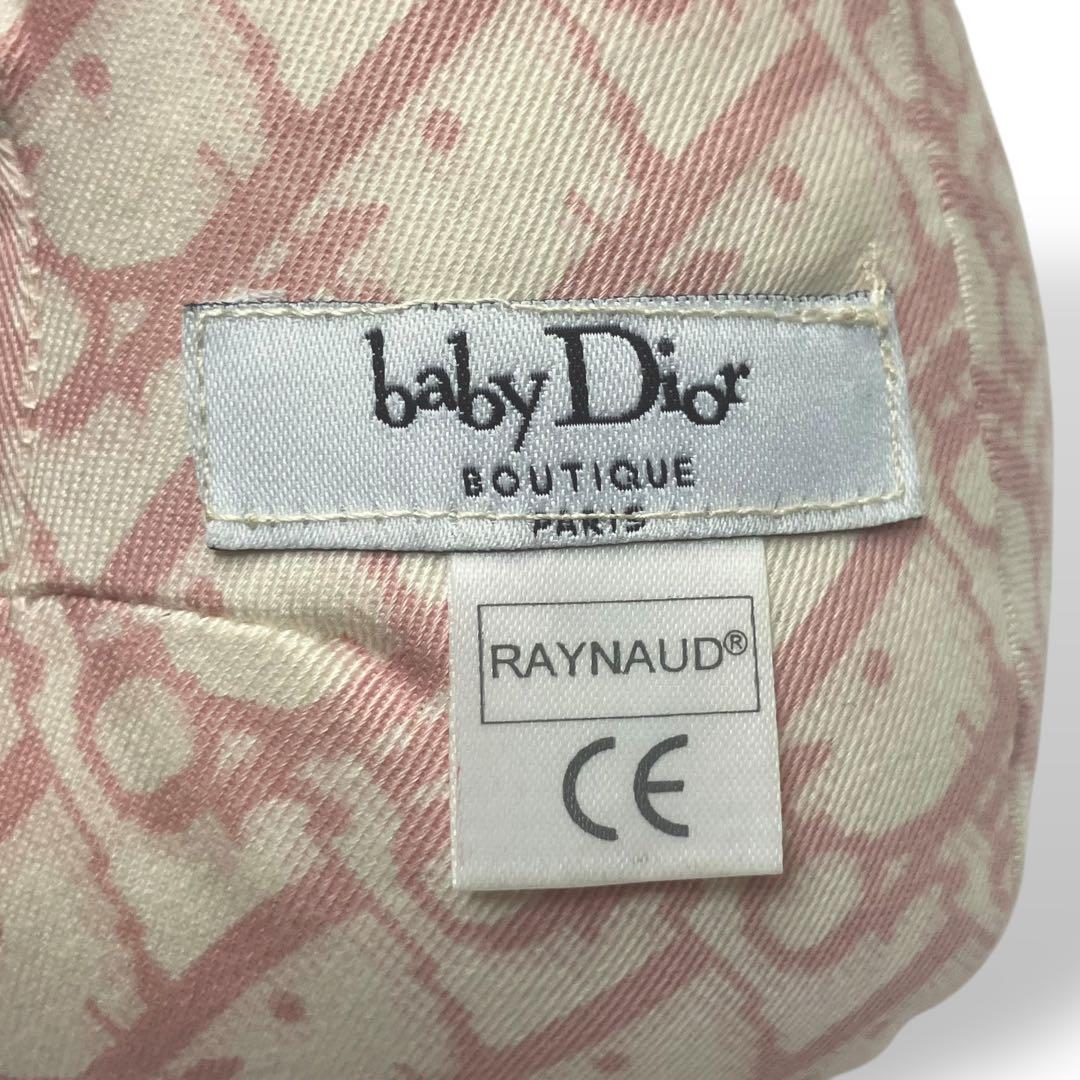 baby Dior
BOUTIQUE
PARIS
RAYNAUD®
CE